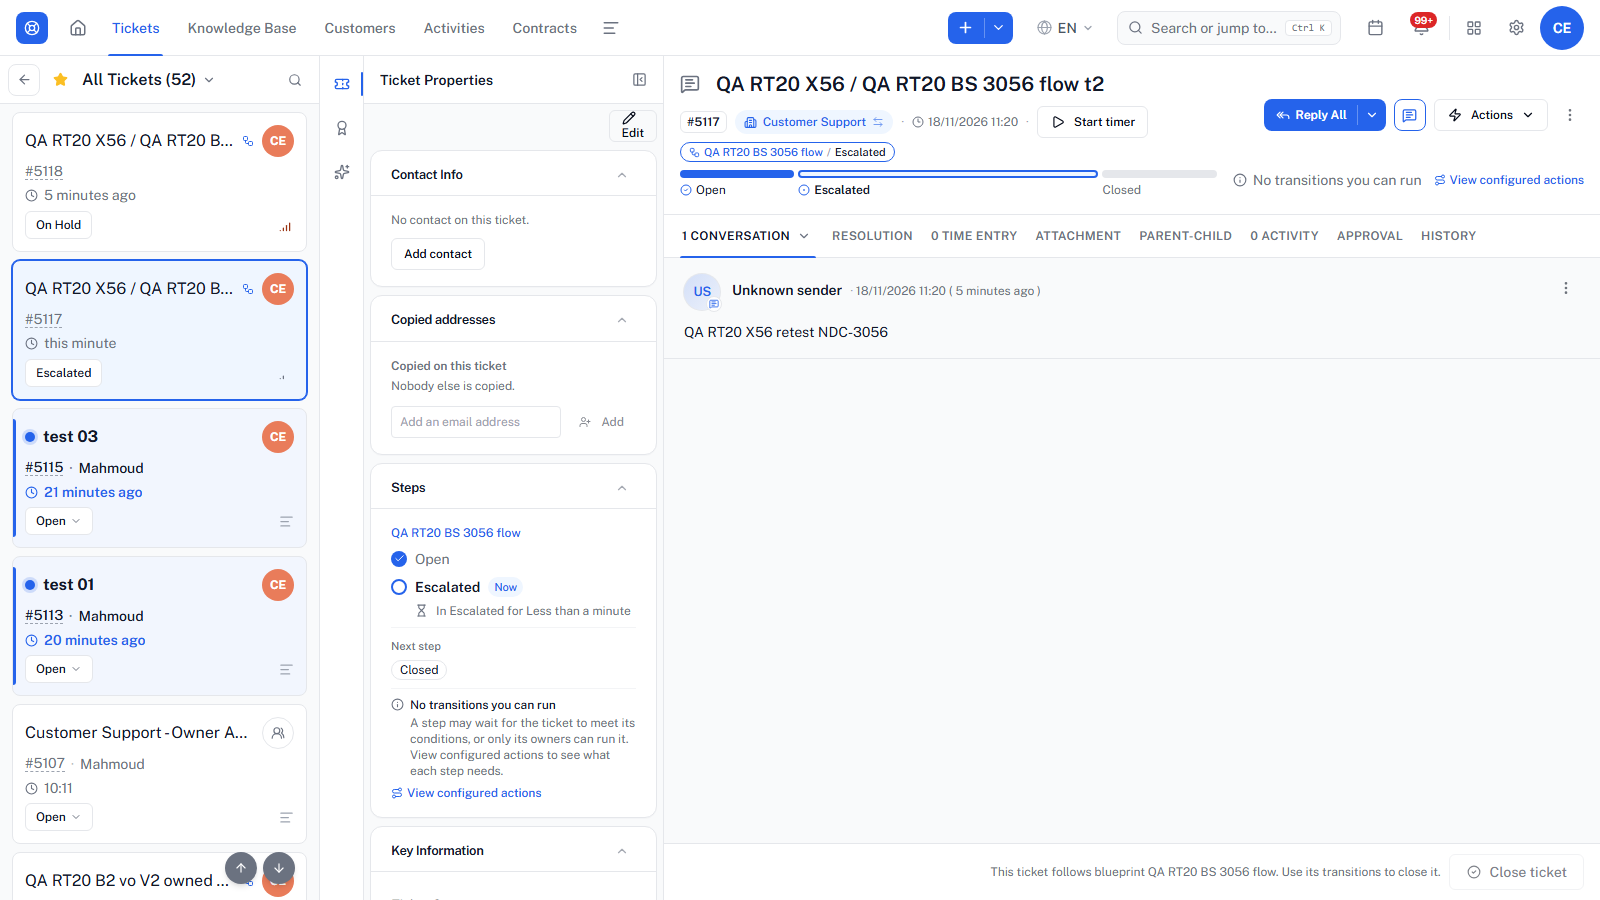 Tickets
Knowledge Base
Customers
Activities
Contracts
EN
Search or jump to...
Ctrl K
99+
CE
All Tickets (52)
QA RT20 X56 / QA RT20 B...
CE
#5118
5 minutes ago
On Hold
QA RT20 X56 / QA RT20 B...
CE
#5117
this minute
Escalated
test 03
CE
#5115 · Mahmoud
21 minutes ago
Open
test 01
CE
#5113 · Mahmoud
20 minutes ago
Open
Customer Support - Owner A...
#5107 · Mahmoud
10:11
Open
QA RT20 B2 vo V2 owned ...
Ticket Properties
Edit
Contact Info
No contact on this ticket.
Add contact
Copied addresses
Copied on this ticket
Nobody else is copied.
Add an email address
Add
Steps
QA RT20 BS 3056 flow
Open
Escalated Now
In Escalated for Less than a minute
Next step
Closed
No transitions you can run
A step may wait for the ticket to meet its
conditions, or only its owners can run it.
View configured actions to see what
each step needs.
View configured actions
Key Information
QA RT20 X56 / QA RT20 BS 3056 flow t2
#5117
Customer Support
· 18/11/2026 11:20 ·
Start timer
Reply All
Actions
QA RT20 BS 3056 flow / Escalated
Open
Escalated
Closed
No transitions you can run
View configured actions
1 CONVERSATION
RESOLUTION
0 TIME ENTRY
ATTACHMENT
PARENT-CHILD
0 ACTIVITY
APPROVAL
HISTORY
US
Unknown sender · 18/11/2026 11:20 ( 5 minutes ago )
QA RT20 X56 retest NDC-3056
This ticket follows blueprint QA RT20 BS 3056 flow. Use its transitions to close it.
Close ticket